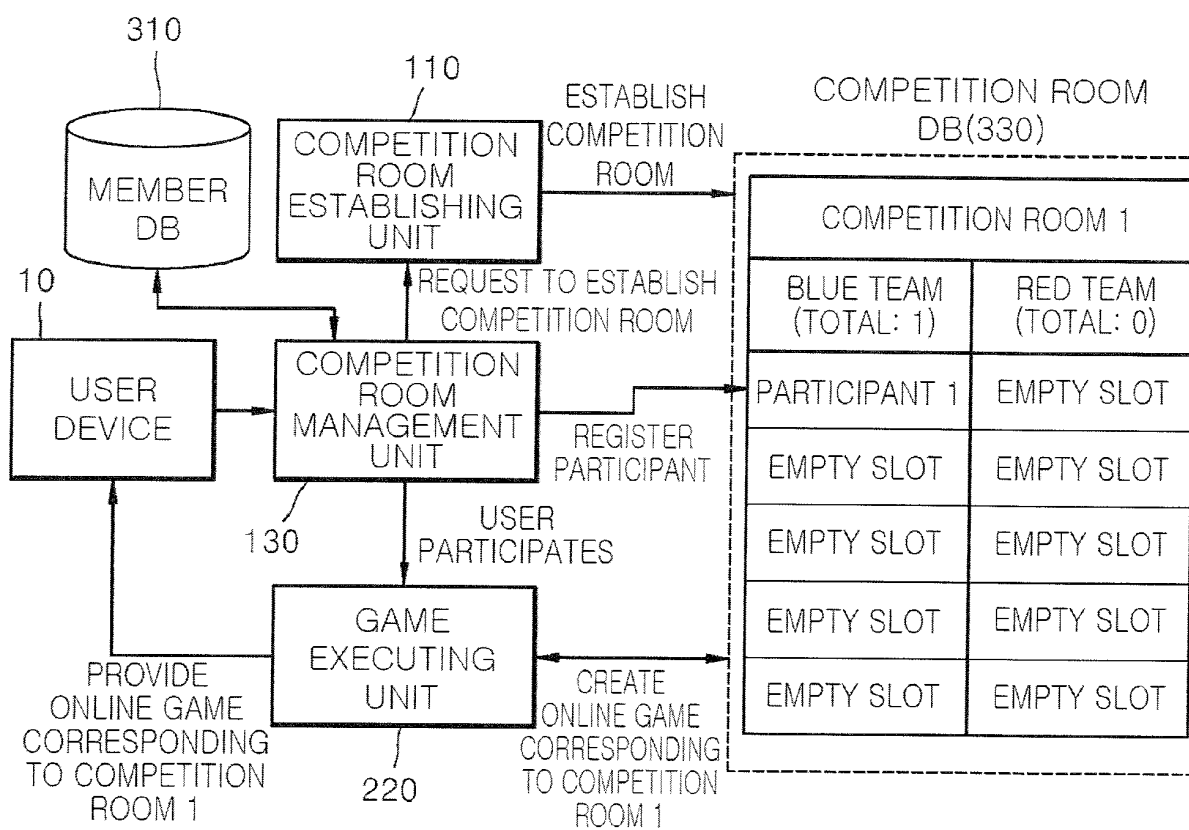 310
MEMBER
DB
110
COMPETITION
ROOM
ESTABLISHING
UNIT
ESTABLISH
COMPETITION
ROOM
COMPETITION ROOM
DB(330)
REQUEST TO ESTABLISH
COMPETITION ROOM
10
USER
DEVICE
COMPETITION
ROOM
MANAGEMENT
UNIT
130
REGISTER
PARTICIPANT
USER
PARTICIPATES
GAME
EXECUTING
UNIT
220
PROVIDE
ONLINE GAME
CORRESPONDING
TO COMPETITION
ROOM 1
CREATE
ONLINE GAME
CORRESPONDING
TO COMPETITION
ROOM 1
COMPETITION ROOM 1
BLUE TEAM
(TOTAL: 1)
RED TEAM
(TOTAL: 0)
PARTICIPANT 1
EMPTY SLOT
EMPTY SLOT
EMPTY SLOT
EMPTY SLOT
EMPTY SLOT
EMPTY SLOT
EMPTY SLOT
EMPTY SLOT
EMPTY SLOT